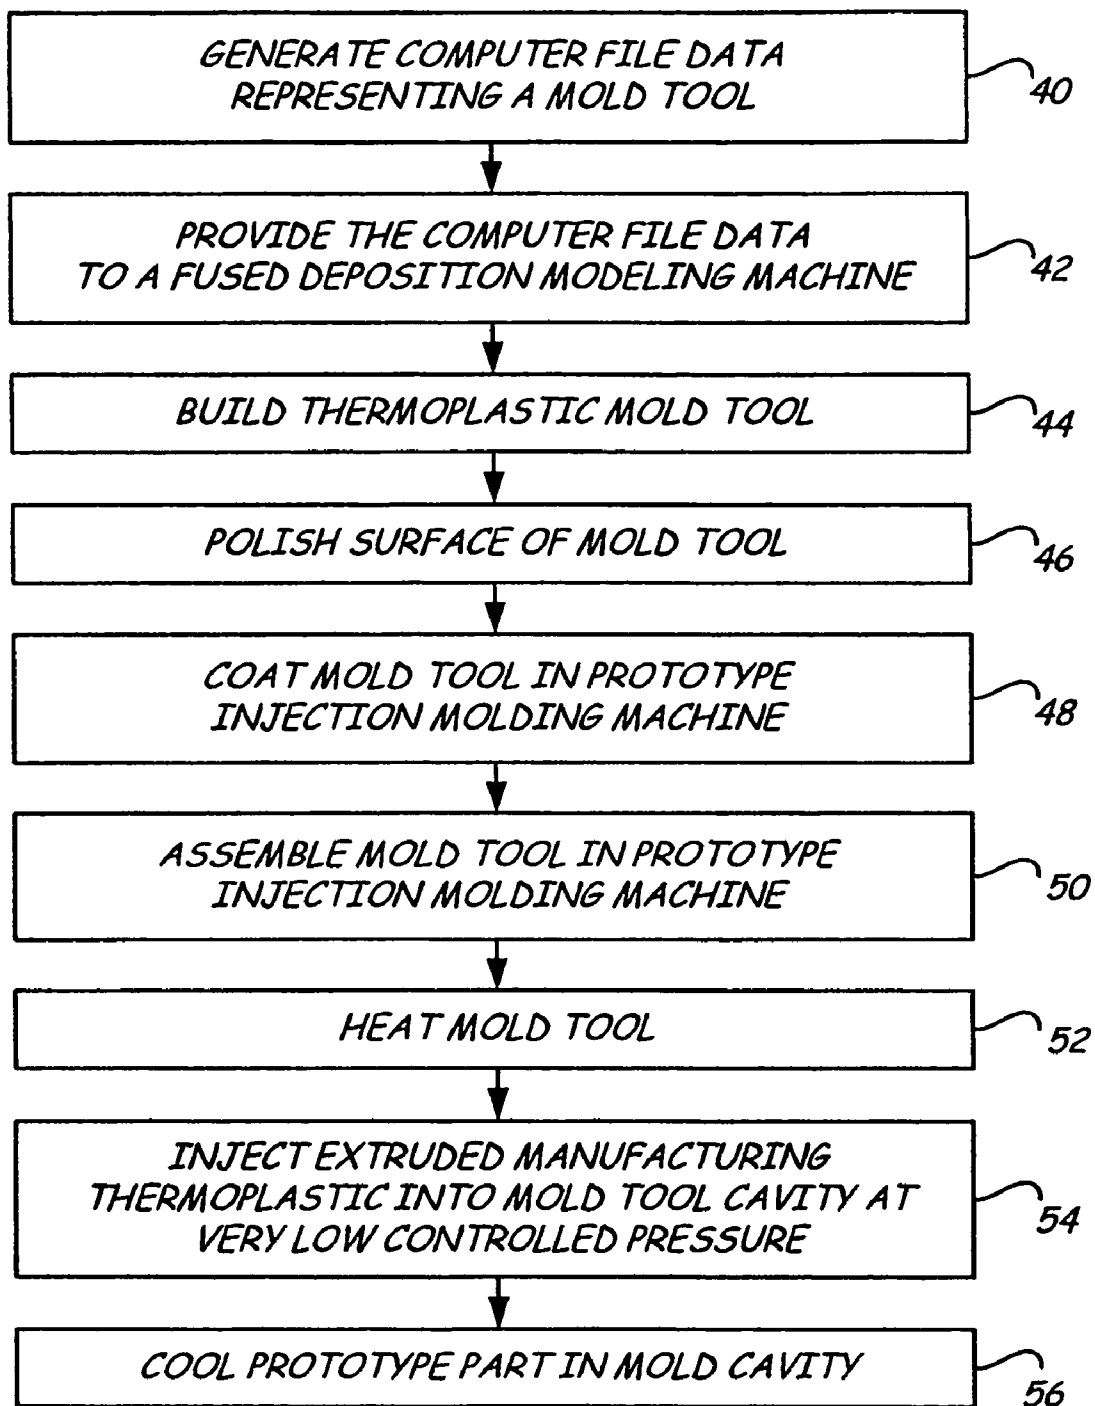 GENERATE COMPUTER FILE DATA
REPRESENTING A MOLD TOOL
40
PROVIDE THE COMPUTER FILE DATA
TO A FUSED DEPOSITION MODELING MACHINE
42
BUILD THERMOPLASTIC MOLD TOOL
44
POLISH SURFACE OF MOLD TOOL
46
COAT MOLD TOOL IN PROTOTYPE
INJECTION MOLDING MACHINE
48
ASSEMBLE MOLD TOOL IN PROTOTYPE
INJECTION MOLDING MACHINE
50
HEAT MOLD TOOL
52
INJECT EXTRUDED MANUFACTURING
THERMOPLASTIC INTO MOLD TOOL CAVITY AT
VERY LOW CONTROLLED PRESSURE
54
COOL PROTOTYPE PART IN MOLD CAVITY
56